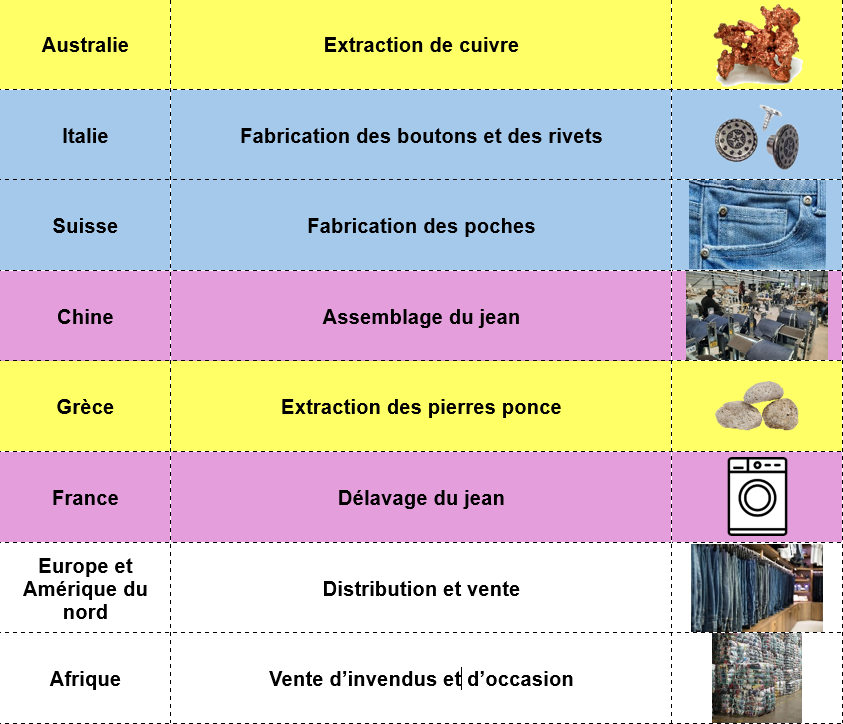 Australie
Extraction de cuivre
Italie
Fabrication des boutons et des rivets
Suisse
Fabrication des poches
Chine
Assemblage du jean
Grèce
Extraction des pierres ponce
France
Délavage du jean
Europe et
Amérique du
nord
Distribution et vente
Afrique
Vente d’invendus et d’occasion